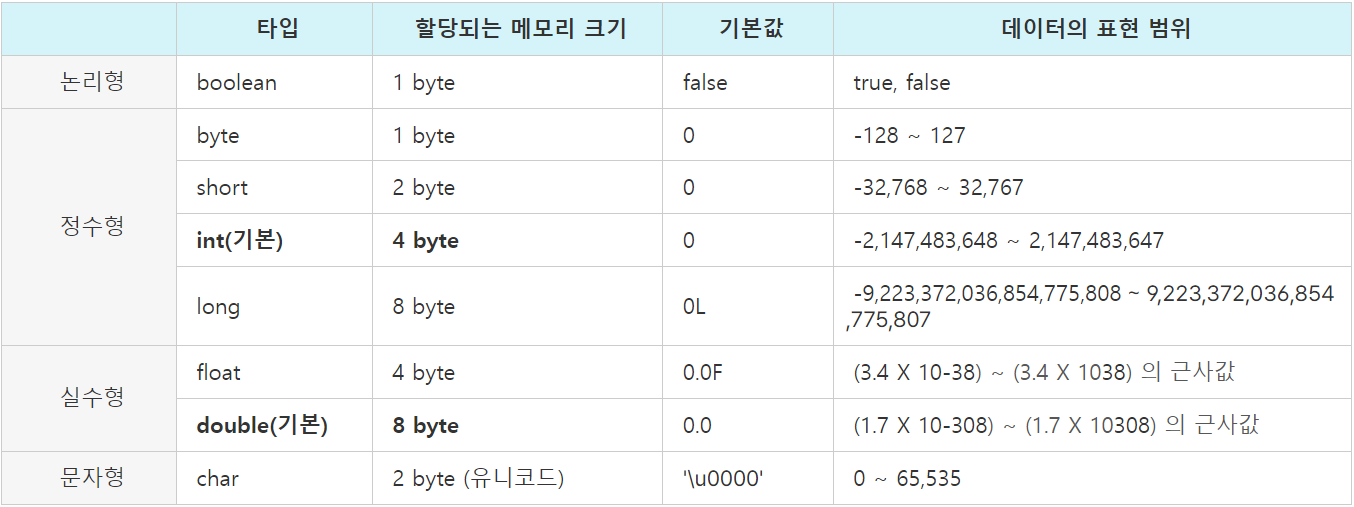 타입 할당되는 메모리 크기 기본값 데이터의 표현 범위
논리형 boolean 1 byte false true, false
정수형 byte 1 byte 0 -128 ~ 127
short 2 byte 0 -32,768 ~ 32,767
int(기본) 4 byte 0 -2,147,483,648 ~ 2,147,483,647
long 8 byte 0L -9,223,372,036,854,775,808 ~ 9,223,372,036,854
,775,807
실수형 float 4 byte 0.0F (3.4 X 10-38) ~ (3.4 X 1038) 의 근사값
double(기본) 8 byte 0.0 (1.7 X 10-308) ~ (1.7 X 10308) 의 근사값
문자형 char 2 byte (유니코드) '\u0000' 0 ~ 65,535